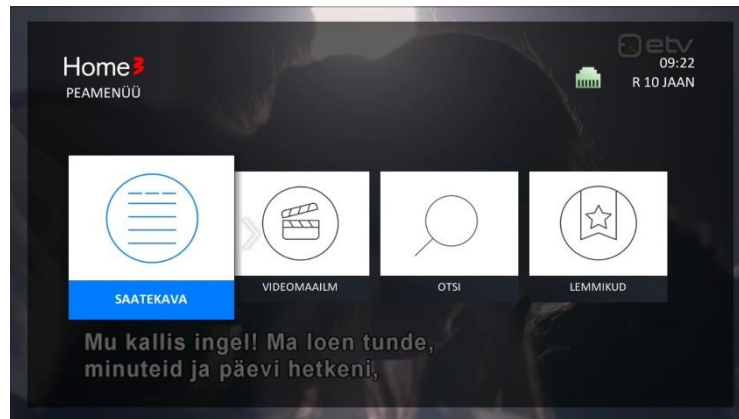 Home3
PEAMENÜÜ
etv
09:22
R 10 JAAN
SAATEKAVA
VIDEOMAAILM
OTSI
LEMMIKUD
Mu kallis ingel! Ma loen tunde,
minuteid ja päevi hetkeni,